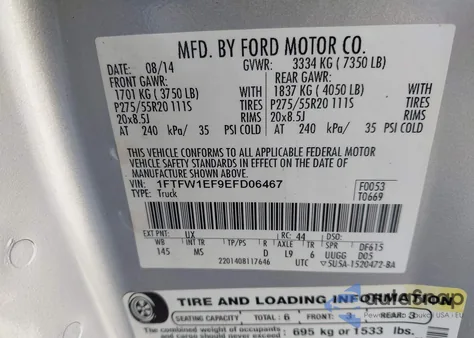 MFD. BY FORD MOTOR CO.
DATE: 08/14 GVWR: 3334 KG ( 7350 LB)
FRONT GAWR: REAR GAWR:
1701 KG ( 3750 LB) WITH 1837 KG ( 4050 LB) WITH
P275/55R20 111S TIRES P275/55R20 111S TIRES
20x8.5J RIMS 20x8.5J RIMS
AT 240 kPa/ 35 PSI COLD AT 240 kPa/ 35 PSI COLD
THIS VEHICLE CONFORMS TO ALL APPLICABLE FEDERAL MOTOR
VEHICLE SAFETY AND THEFT PREVENTION STANDARDS IN EFFECT ON THE DATE OF
MANUFACTURE SHOWN ABOVE.
VIN: 1FTFW1EF9EFD06467 F0053
TYPE: Truck T0669
EXT PNT: UX RC: 44 DSO:
WB INT TR TP/PS R AXLE TR SPR DF615
145 MS D L9 6 UUGG D05
2201408117646 UTC SU5A-1520472-BA
TIRE AND LOADING INFORMATION
SEATING CAPACITY TOTAL: 6 FRONT: 3 REAR: 3
The combined weight of occupants
695 kg or 1533 lbs.